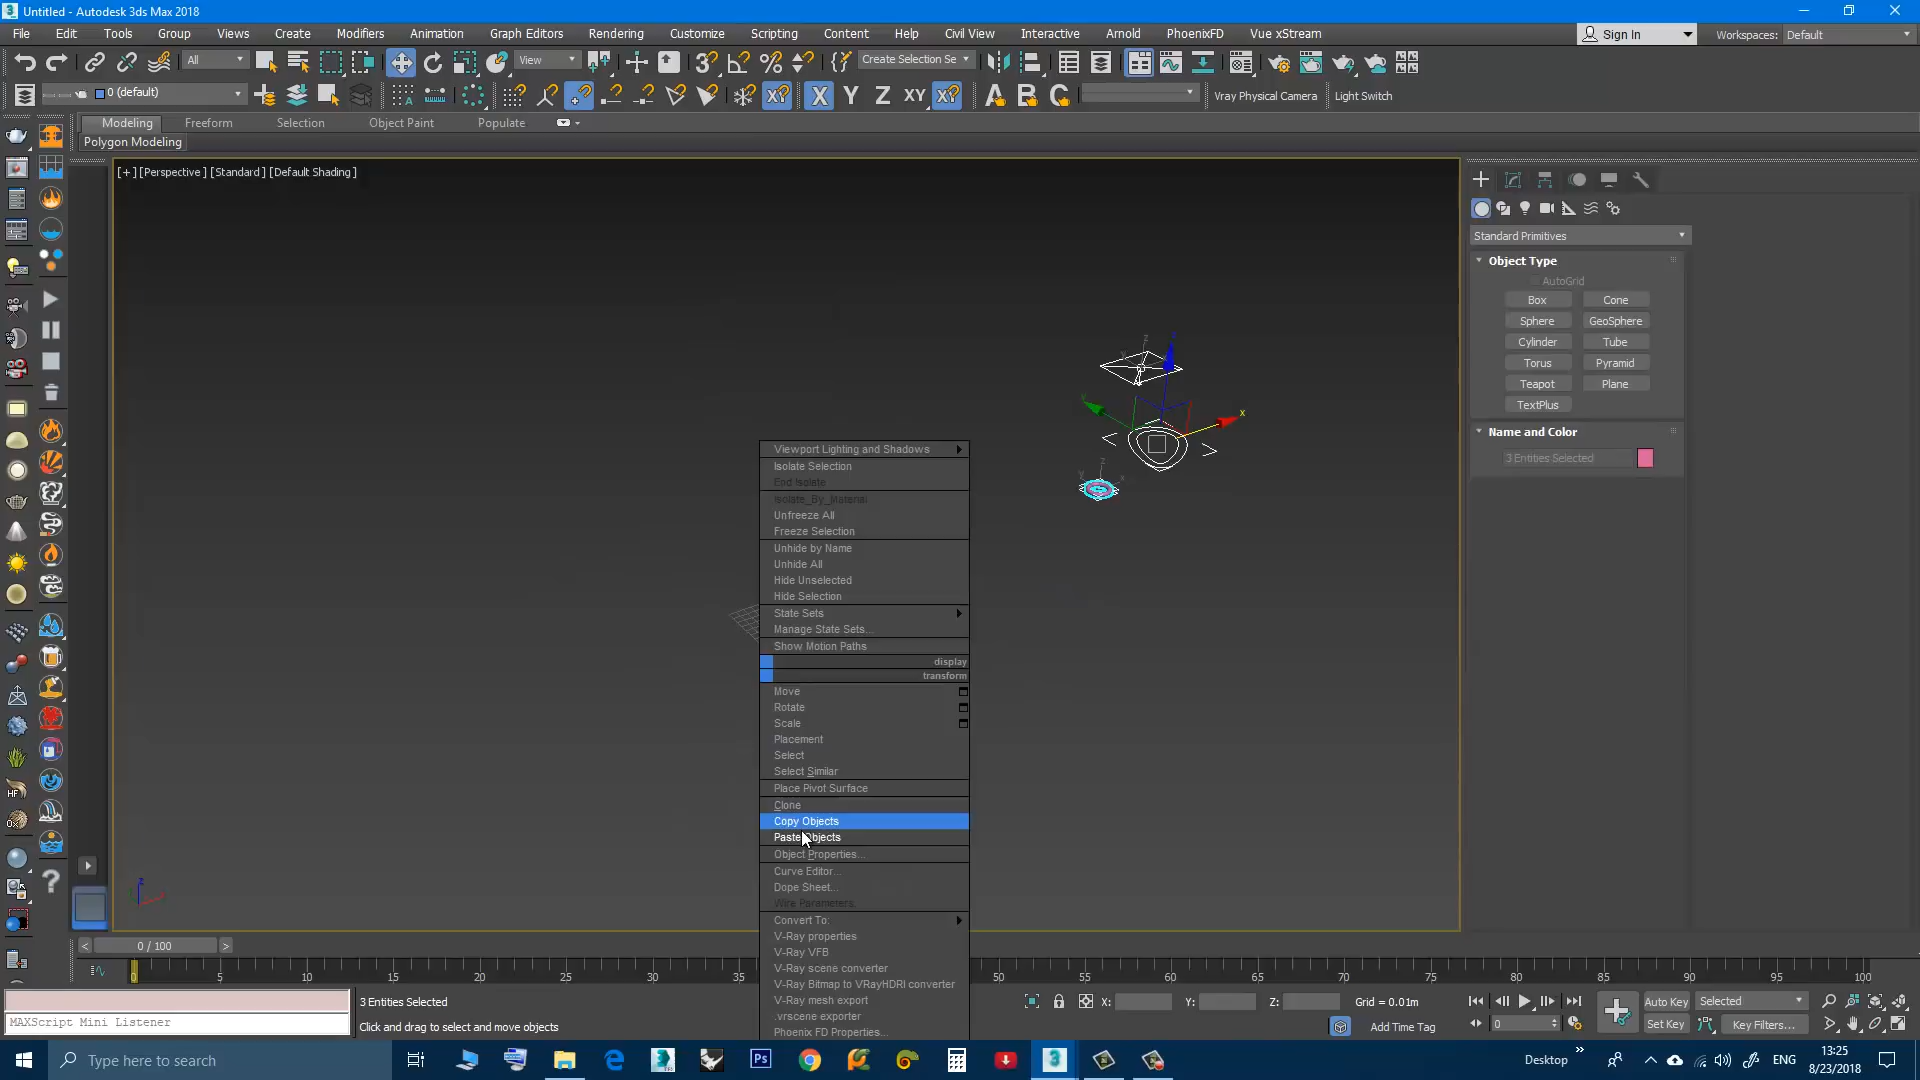 Untitled - Autodesk 3ds Max 2018
File Edit Tools Group Views Create Modifiers Animation Graph Editors Rendering Customize Scripting Content Help Civil View Interactive Arnold PhoenixFD Vue xStream Sign In Workspaces: Default
All View Create Selection Se
0 (default) X Y Z XY XY A B C Vray Physical Camera Light Switch
Modeling Freeform Selection Object Paint Populate
Polygon Modeling
[+] [Perspective ] [Standard ] [Default Shading ]
Standard Primitives
Object Type
AutoGrid
Box Cone
Sphere GeoSphere
Cylinder Tube
Torus Pyramid
Teapot Plane
TextPlus
Name and Color
3 Entities Selected
Viewport Lighting and Shadows
Isolate Selection
End Isolate
Isolate_By_Material
Unfreeze All
Freeze Selection
Unhide by Name
Unhide All
Hide Unselected
Hide Selection
State Sets
Manage State Sets...
Show Motion Paths
display
transform
Move
Rotate
Scale
Placement
Select
Select Similar
Place Pivot Surface
Clone
Copy Objects
Paste Objects
Object Properties...
Curve Editor...
Dope Sheet...
Wire Parameters...
Convert To:
V-Ray properties
V-Ray VFB
V-Ray scene converter
V-Ray Bitmap to VRayHDRI converter
V-Ray mesh export
.vrscene exporter
Phoenix FD Properties...
0 / 100
0 5 10 15 20 25 30 35 50 55 60 65 70 75 80 85 90 95 100
3 Entities Selected X: Y: Z: Grid = 0.01m Auto Key Selected
MAXScript Mini Listener Click and drag to select and move objects Add Time Tag 0 Set Key Key Filters...
Type here to search Desktop ENG 13:25
8/23/2018